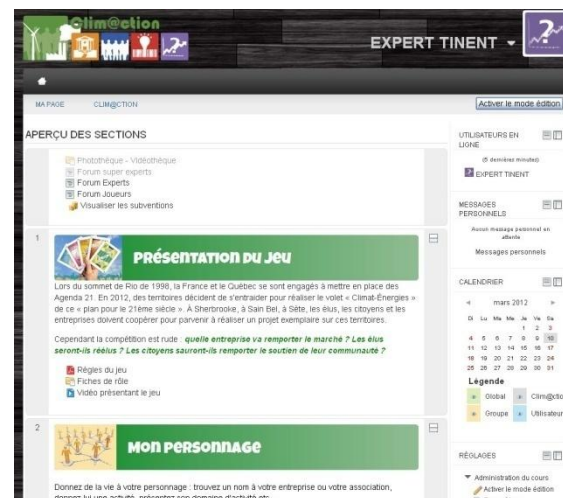 Clim@ction
EXPERT TINENT
MA PAGE CLIM@CTION
Activer le mode édition
APERÇU DES SECTIONS
Photothèque - Vidéothèque
Forum super experts
Forum Experts
Forum Joueurs
Visualiser les subventions
1
Présentation du jeu
Lors du sommet de Rio de 1998, la France et le Québec se sont engagés à mettre en place des
Agenda 21. En 2012, des territoires décident de s'entraider pour réaliser le volet « Climat-Énergies »
de ce « plan pour le 21ème siècle ». À Sherbrooke, à Sain Bel, à Sète, les élus, les citoyens et les
entreprises doivent coopérer pour parvenir à réaliser un projet exemplaire sur ces territoires.
Cependant la compétition est rude : quelle entreprise va remporter le marché ? Les élus
seront-ils réélus ? Les citoyens sauront-ils remporter le soutien de leur communauté ?
Règles du jeu
Fiches de rôle
Vidéo présentant le jeu
2
Mon personnage
Donnez de la vie à votre personnage : trouvez un nom à votre entreprise ou votre association,
donnez lui une activité, présentez son domaine d'activité etc.
UTILISATEURS EN
LIGNE
(5 dernières minutes)
EXPERT TINENT
MESSAGES
PERSONNELS
Aucun message personnel en
attente
Messages personnels
CALENDRIER
mars 2012
Di Lu Ma Me Je Ve Sa
1 2 3
4 5 6 7 8 9 10
11 12 13 14 15 16 17
18 19 20 21 22 23 24
25 26 27 28 29 30 31
Légende
Global Clim@ctio
Groupe Utilisateur
RÉGLAGES
Administration du cours
Activer le mode édition